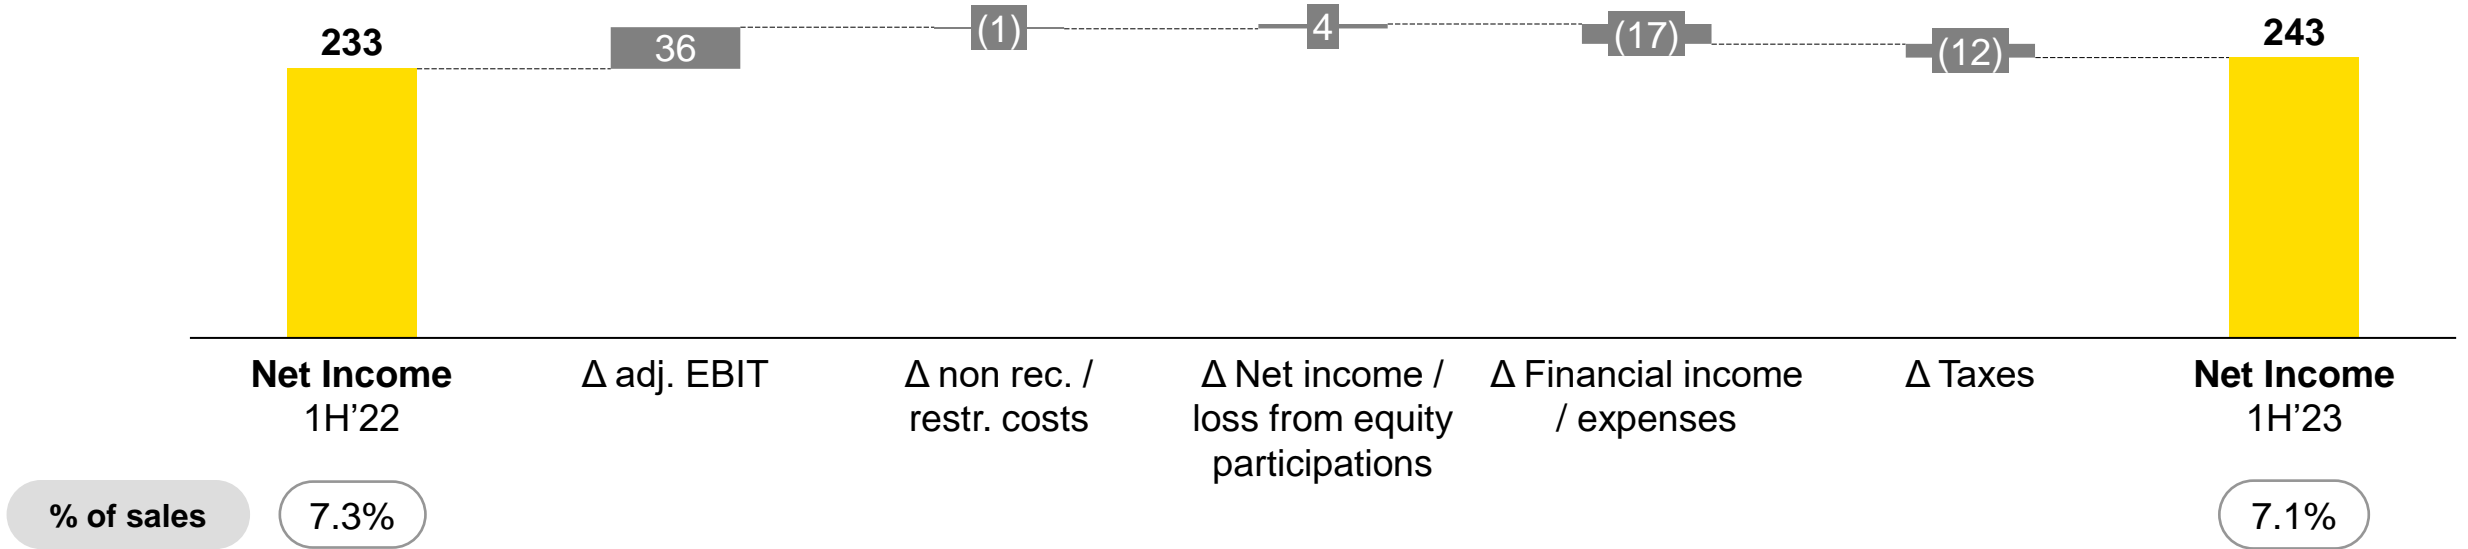 233
36
(1)
4
(17)
(12)
243
Net Income
1H’22
Δ adj. EBIT
Δ non rec. /
restr. costs
Δ Net income /
loss from equity
participations
Δ Financial income
/ expenses
Δ Taxes
Net Income
1H’23
% of sales
7.3%
7.1%